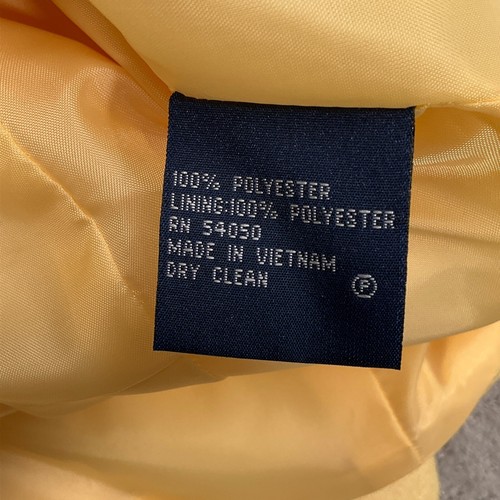 100% POLYESTER
LINING:100% POLYESTER
RN 54050
MADE IN VIETNAM
DRY CLEAN
Ⓕ